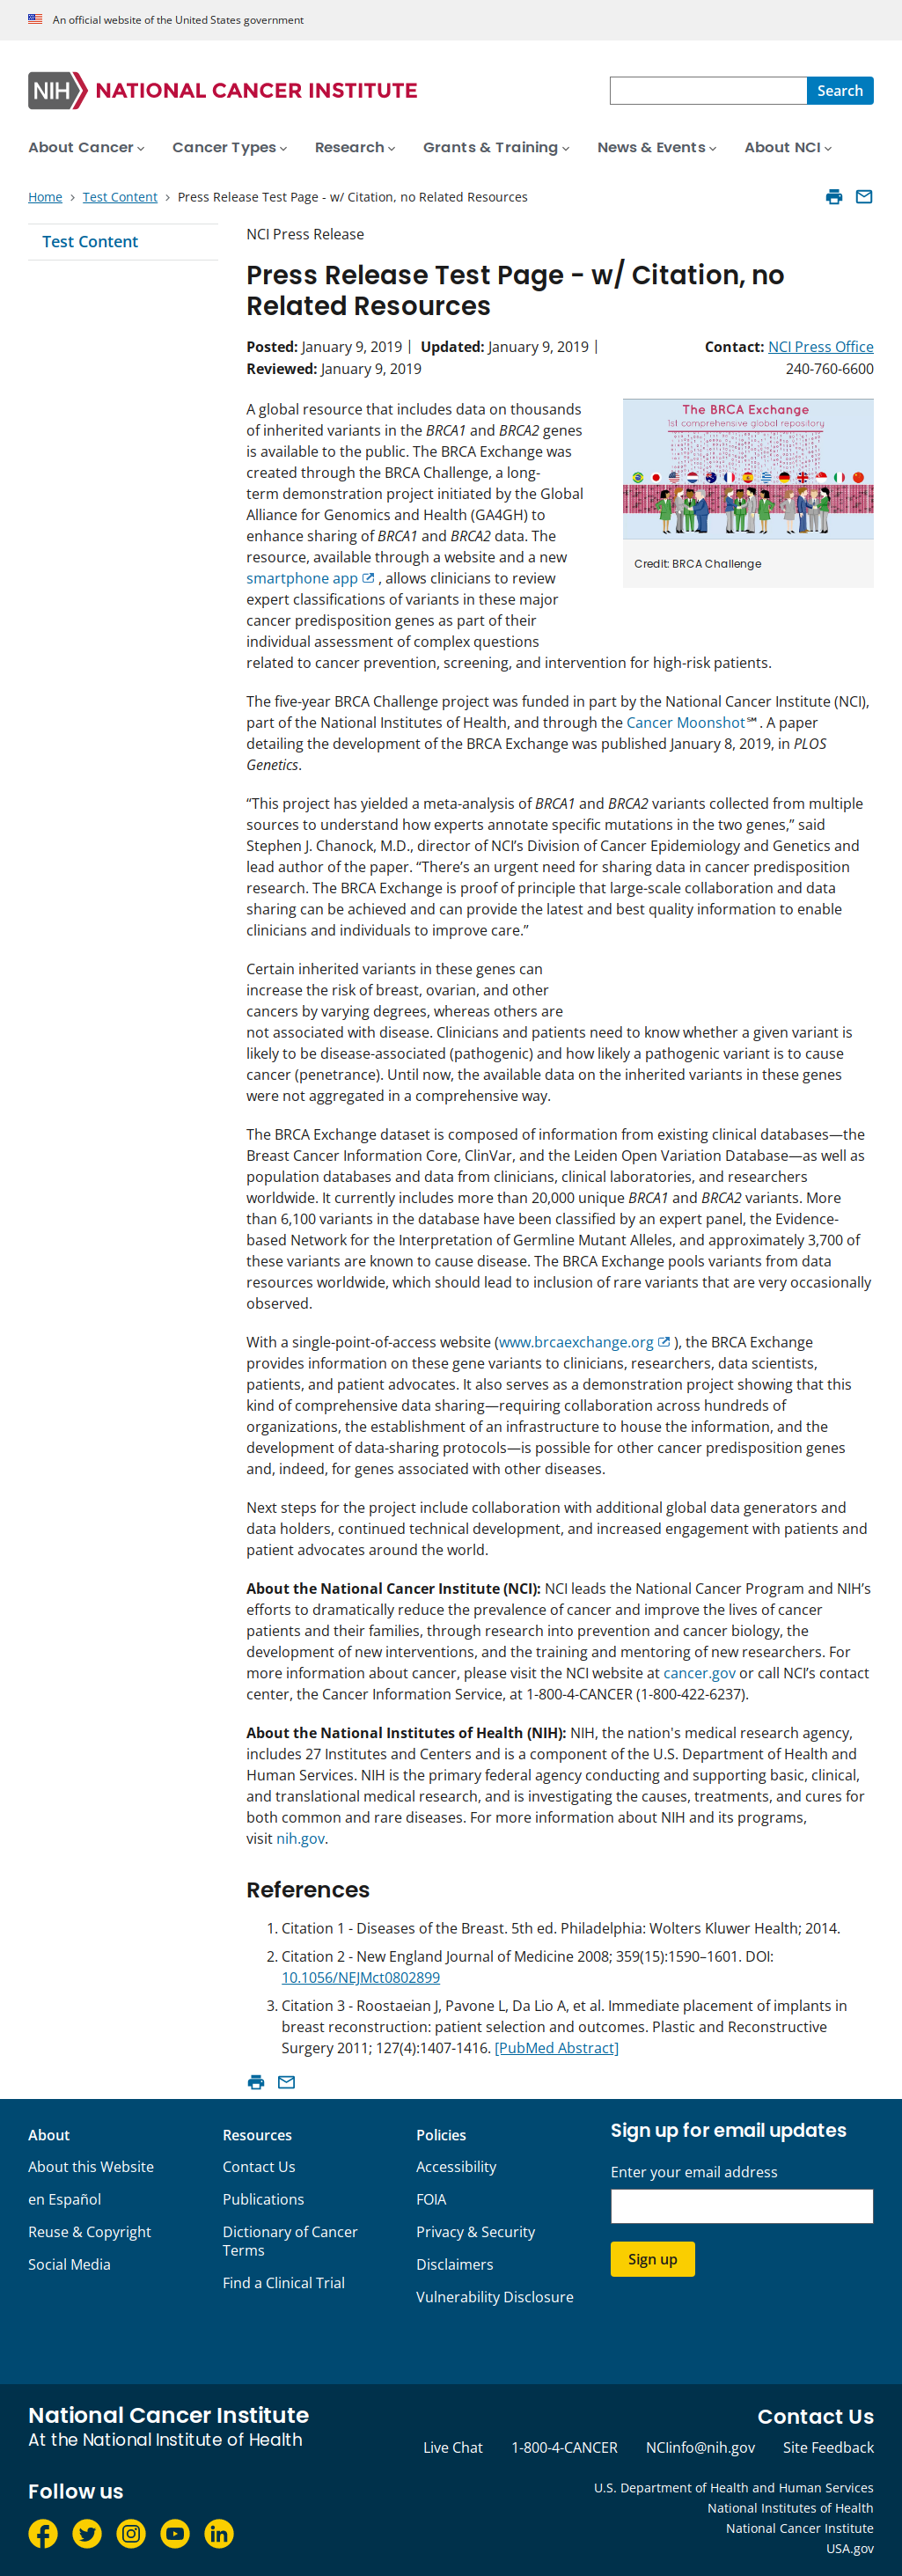 An official website of the United States government
NIH NATIONAL CANCER INSTITUTE
Search
About Cancer
Cancer Types
Research
Grants & Training
News & Events
About NCI
Home
Test Content
Press Release Test Page - w/ Citation, no Related Resources
Test Content
NCI Press Release
Press Release Test Page - w/ Citation, no
Related Resources
Posted: January 9, 2019 | Updated: January 9, 2019 |
Reviewed: January 9, 2019
Contact: NCI Press Office
240-760-6600
The BRCA Exchange
1st comprehensive global repository
Credit: BRCA Challenge
A global resource that includes data on thousands
of inherited variants in the BRCA1 and BRCA2 genes
is available to the public. The BRCA Exchange was
created through the BRCA Challenge, a long-
term demonstration project initiated by the Global
Alliance for Genomics and Health (GA4GH) to
enhance sharing of BRCA1 and BRCA2 data. The
resource, available through a website and a new
smartphone app , allows clinicians to review
expert classifications of variants in these major
cancer predisposition genes as part of their
individual assessment of complex questions
related to cancer prevention, screening, and intervention for high-risk patients.
The five-year BRCA Challenge project was funded in part by the National Cancer Institute (NCI),
part of the National Institutes of Health, and through the Cancer Moonshot℠ . A paper
detailing the development of the BRCA Exchange was published January 8, 2019, in PLOS
Genetics.
“This project has yielded a meta-analysis of BRCA1 and BRCA2 variants collected from multiple
sources to understand how experts annotate specific mutations in the two genes,” said
Stephen J. Chanock, M.D., director of NCI’s Division of Cancer Epidemiology and Genetics and
lead author of the paper. “There’s an urgent need for sharing data in cancer predisposition
research. The BRCA Exchange is proof of principle that large-scale collaboration and data
sharing can be achieved and can provide the latest and best quality information to enable
clinicians and individuals to improve care.”
Certain inherited variants in these genes can
increase the risk of breast, ovarian, and other
cancers by varying degrees, whereas others are
not associated with disease. Clinicians and patients need to know whether a given variant is
likely to be disease-associated (pathogenic) and how likely a pathogenic variant is to cause
cancer (penetrance). Until now, the available data on the inherited variants in these genes
were not aggregated in a comprehensive way.
The BRCA Exchange dataset is composed of information from existing clinical databases—the
Breast Cancer Information Core, ClinVar, and the Leiden Open Variation Database—as well as
population databases and data from clinicians, clinical laboratories, and researchers
worldwide. It currently includes more than 20,000 unique BRCA1 and BRCA2 variants. More
than 6,100 variants in the database have been classified by an expert panel, the Evidence-
based Network for the Interpretation of Germline Mutant Alleles, and approximately 3,700 of
these variants are known to cause disease. The BRCA Exchange pools variants from data
resources worldwide, which should lead to inclusion of rare variants that are very occasionally
observed.
With a single-point-of-access website (www.brcaexchange.org ), the BRCA Exchange
provides information on these gene variants to clinicians, researchers, data scientists,
patients, and patient advocates. It also serves as a demonstration project showing that this
kind of comprehensive data sharing—requiring collaboration across hundreds of
organizations, the establishment of an infrastructure to house the information, and the
development of data-sharing protocols—is possible for other cancer predisposition genes
and, indeed, for genes associated with other diseases.
Next steps for the project include collaboration with additional global data generators and
data holders, continued technical development, and increased engagement with patients and
patient advocates around the world.
About the National Cancer Institute (NCI): NCI leads the National Cancer Program and NIH’s
efforts to dramatically reduce the prevalence of cancer and improve the lives of cancer
patients and their families, through research into prevention and cancer biology, the
development of new interventions, and the training and mentoring of new researchers. For
more information about cancer, please visit the NCI website at cancer.gov or call NCI’s contact
center, the Cancer Information Service, at 1-800-4-CANCER (1-800-422-6237).
About the National Institutes of Health (NIH): NIH, the nation's medical research agency,
includes 27 Institutes and Centers and is a component of the U.S. Department of Health and
Human Services. NIH is the primary federal agency conducting and supporting basic, clinical,
and translational medical research, and is investigating the causes, treatments, and cures for
both common and rare diseases. For more information about NIH and its programs,
visit nih.gov.
References
1. Citation 1 - Diseases of the Breast. 5th ed. Philadelphia: Wolters Kluwer Health; 2014.
2. Citation 2 - New England Journal of Medicine 2008; 359(15):1590–1601. DOI:
10.1056/NEJMct0802899
3. Citation 3 - Roostaeian J, Pavone L, Da Lio A, et al. Immediate placement of implants in
breast reconstruction: patient selection and outcomes. Plastic and Reconstructive
Surgery 2011; 127(4):1407-1416. [PubMed Abstract]
About
About this Website
en Español
Reuse & Copyright
Social Media
Resources
Contact Us
Publications
Dictionary of Cancer
Terms
Find a Clinical Trial
Policies
Accessibility
FOIA
Privacy & Security
Disclaimers
Vulnerability Disclosure
Sign up for email updates
Enter your email address
Sign up
National Cancer Institute
At the National Institute of Health
Contact Us
Live Chat
1-800-4-CANCER
NCIinfo@nih.gov
Site Feedback
Follow us
U.S. Department of Health and Human Services
National Institutes of Health
National Cancer Institute
USA.gov